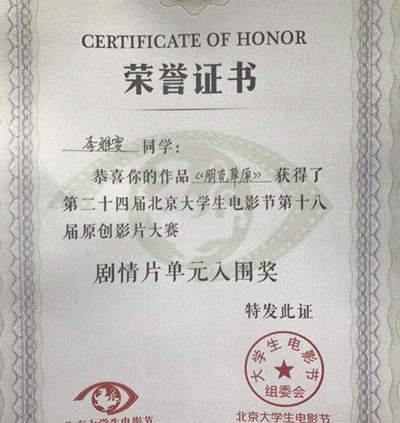 CERTIFICATE OF HONOR
荣誉证书
李雅雯 同学：
恭喜你的作品《朋克草原》获得了
第二十四届北京大学生电影节第十八
届原创影片大赛
剧情片单元入围奖
特发此证
大学生电影节
组委会
北京大学生电影节
北京大学生电影节